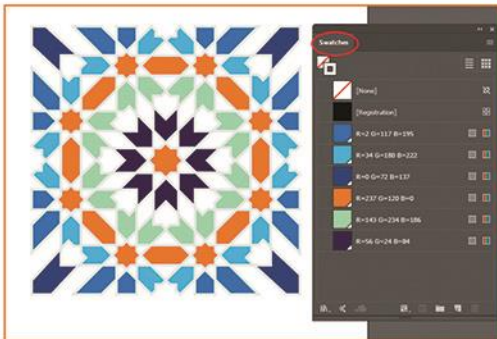 Swatches
[None]
[Registration]
R=2 G=117 B=195
R=34 G=180 B=222
R=0 G=72 B=137
R=237 G=120 B=0
R=143 G=234 B=186
R=56 G=24 B=84